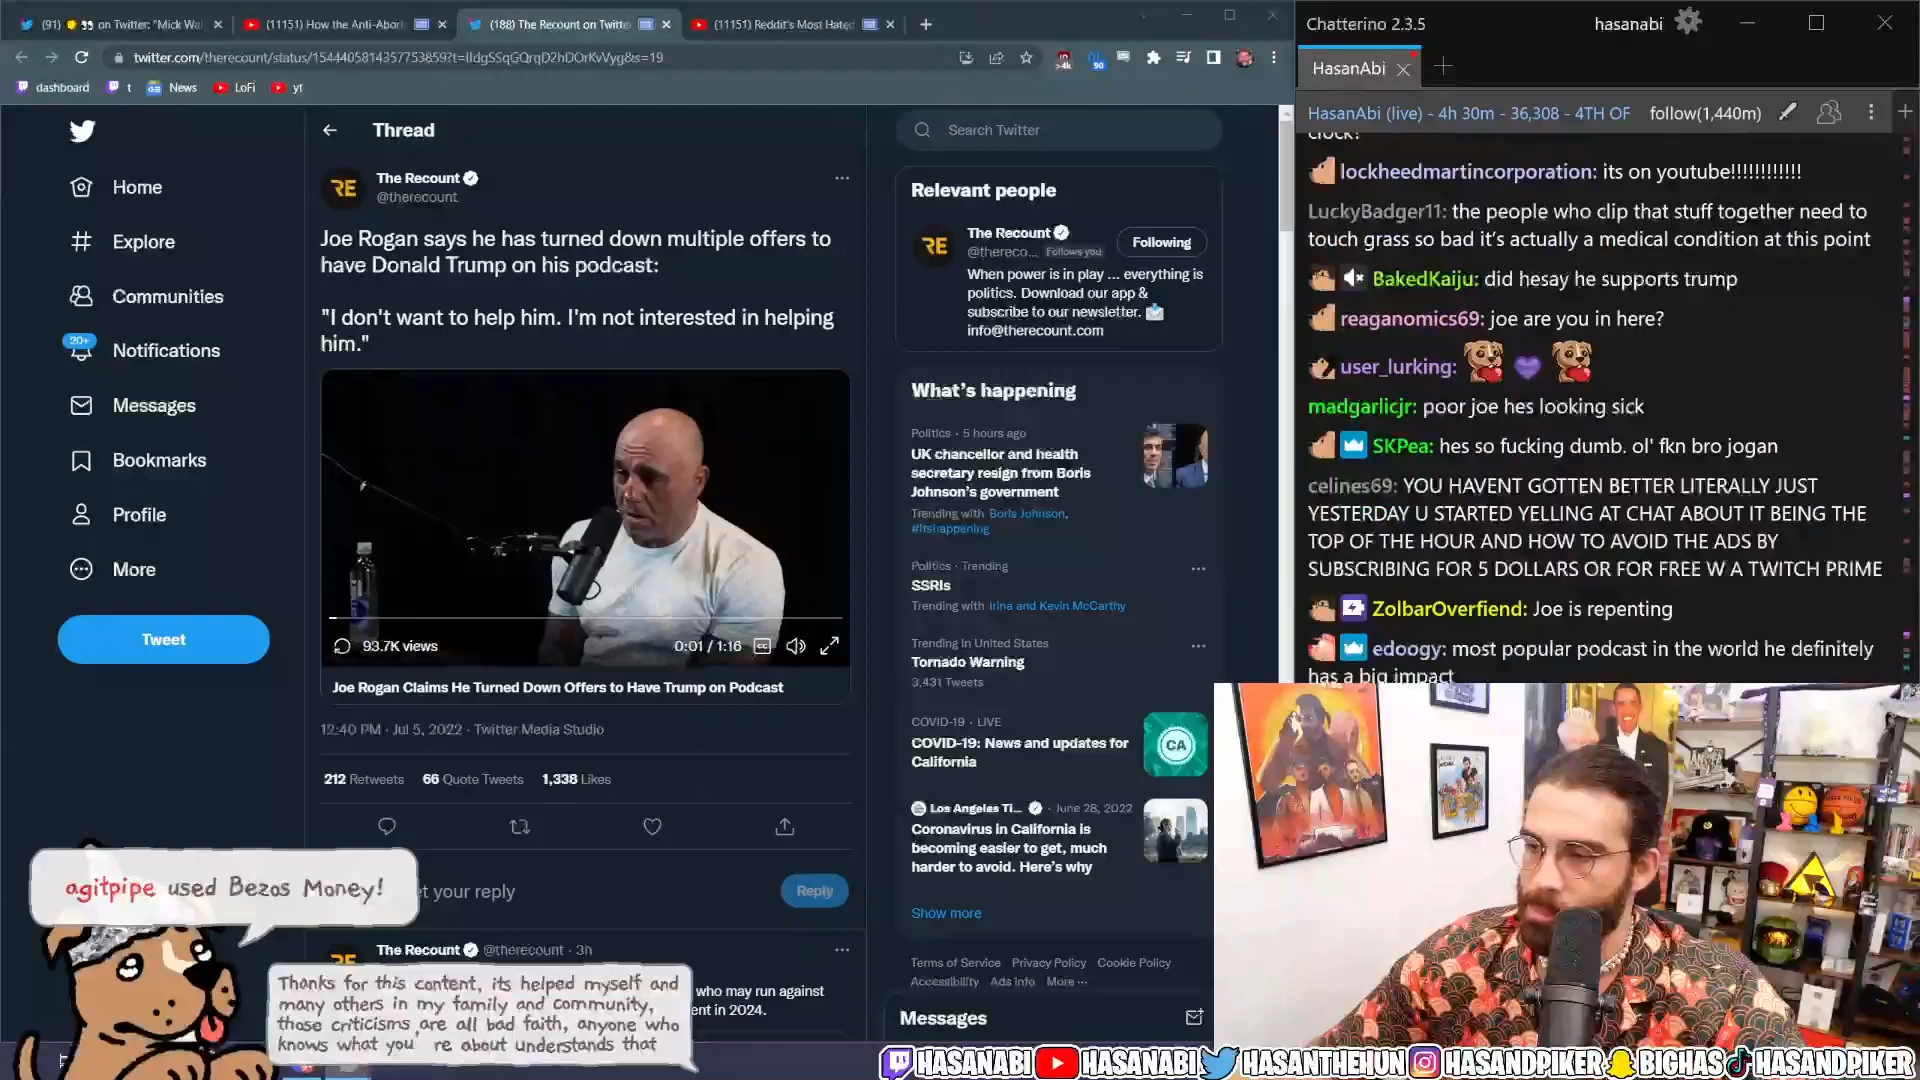 (91) 👀 on Twitter: "Mick Wa
(11151) How the Anti-Abort
(188) The Recount on Twitte
(11151) Reddit's Most Hated
dashboard
t
News
LoFi
yt
Home
Explore
Communities
20+
Notifications
Messages
Bookmarks
Profile
More
Tweet
Thread
RE
The Recount
@therecount
Joe Rogan says he has turned down multiple offers to
have Donald Trump on his podcast:
"I don't want to help him. I'm not interested in helping
him."
93.7K views
0:01 / 1:16
Joe Rogan Claims He Turned Down Offers to Have Trump on Podcast
12:40 PM · Jul 5, 2022 · Twitter Media Studio
212 Retweets 66 Quote Tweets 1,338 Likes
t your reply
Reply
The Recount @therecount · 3h
who may run against
ent in 2024.
Search Twitter
Relevant people
RE
The Recount
@thereco... Follows you
Following
When power is in play ... everything is
politics. Download our app &
subscribe to our newsletter. 📩
info@therecount.com
What's happening
Politics · 5 hours ago
UK chancellor and health
secretary resign from Boris
Johnson's government
Trending with Boris Johnson,
#itshappening
Politics · Trending
SSRIs
Trending with Irina and Kevin McCarthy
Trending in United States
Tornado Warning
3,431 Tweets
COVID-19 · LIVE
COVID-19: News and updates for
California
CA
Los Angeles Ti... · June 28, 2022
Coronavirus in California is
becoming easier to get, much
harder to avoid. Here's why
Show more
Terms of Service Privacy Policy Cookie Policy
Accessibility Ads info More ···
Messages
agitpipe used Bezos Money!
Thanks for this content, its helped myself and
many others in my family and community,
those criticisms are all bad faith, anyone who
knows what you' re about understands that
Chatterino 2.3.5
hasanabi
HasanAbi
HasanAbi (live) - 4h 30m - 36,308 - 4TH OF
follow(1,440m)
clock!
lockheedmartincorporation: its on youtube!!!!!!!!!!!!
LuckyBadger11: the people who clip that stuff together need to
touch grass so bad it's actually a medical condition at this point
BakedKaiju: did hesay he supports trump
reaganomics69: joe are you in here?
user_lurking:
madgarlicjr: poor joe hes looking sick
SKPea: hes so fucking dumb. ol' fkn bro jogan
celines69: YOU HAVENT GOTTEN BETTER LITERALLY JUST
YESTERDAY U STARTED YELLING AT CHAT ABOUT IT BEING THE
TOP OF THE HOUR AND HOW TO AVOID THE ADS BY
SUBSCRIBING FOR 5 DOLLARS OR FOR FREE W A TWITCH PRIME
ZolbarOverfiend: Joe is repenting
edoogy: most popular podcast in the world he definitely
has a big impact
HASANABI HASANABI HASANTHEHUN HASANDPIKER BIGHAS HASANDPIKER